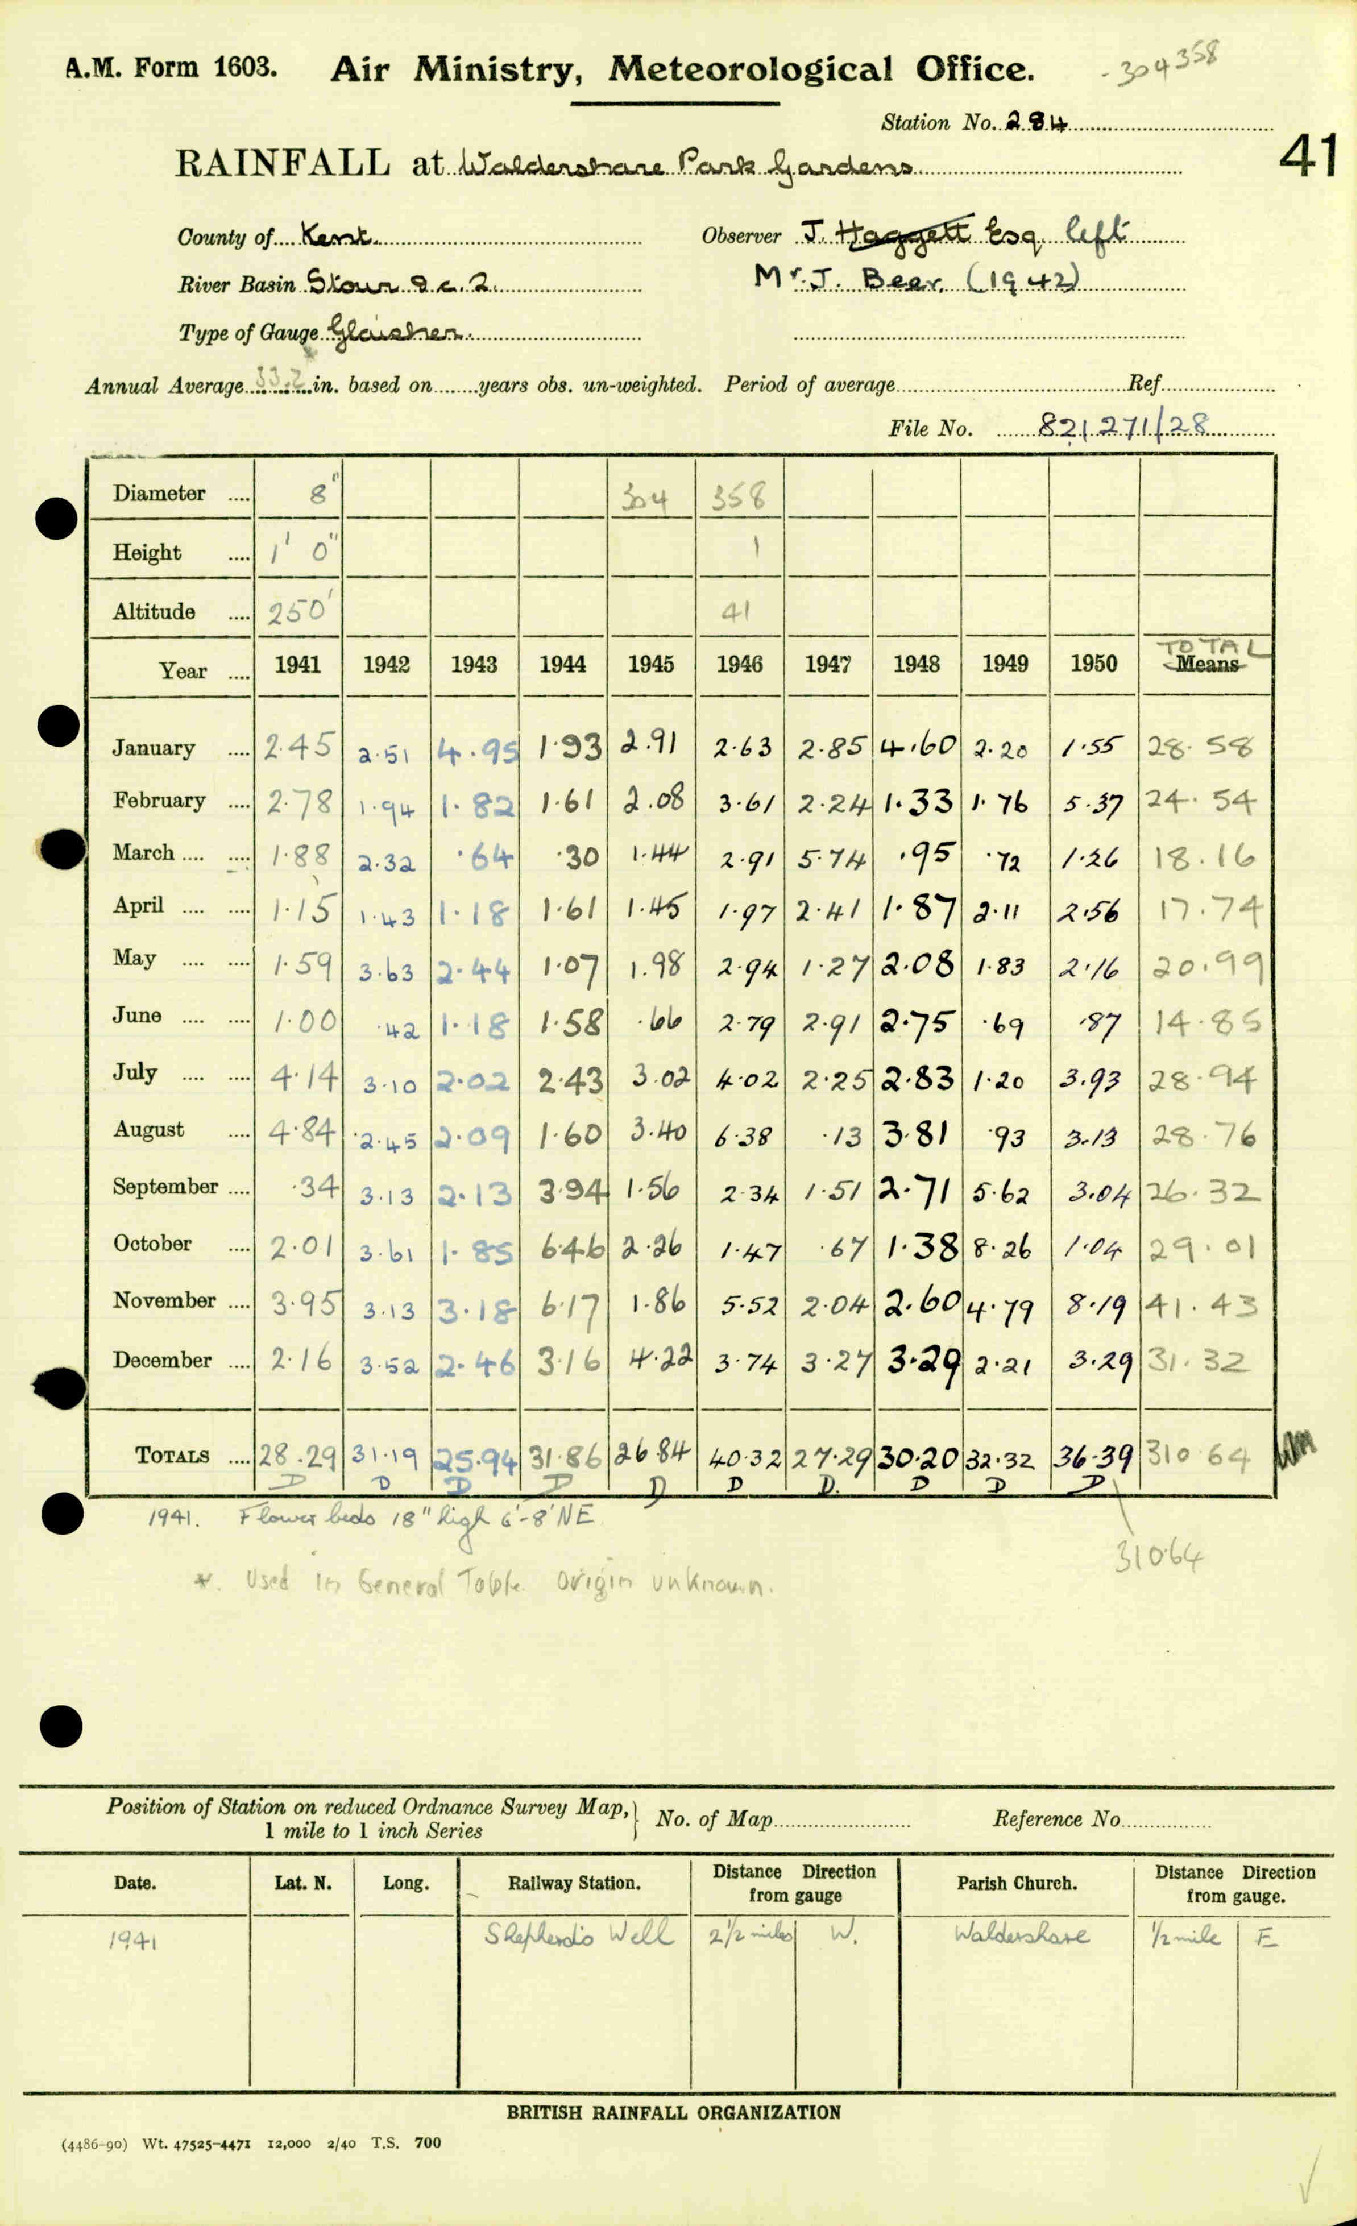 A.M. Form 1603. Air Ministry, Meteorological Office. - 304358
Station No. 284
41
RAINFALL at Waldershare Park Gardens
County of Kent. Observer J. Haggett Esq. left
River Basin Stour &c. 2. Mr. J. Beer. (1942)
Type of Gauge Glaisher.
Annual Average 33.2 in. based on years obs. un-weighted. Period of average Ref.
File No. 821271/28
Diameter .... 8" 304 358
Height .... 1' 0" 1
Altitude .... 250' 41
TOTAL
Year .... 1941 1942 1943 1944 1945 1946 1947 1948 1949 1950 Means
January .... 2.45 2.51 4.95 1.93 2.91 2.63 2.85 4.60 2.20 1.55 28.58
February .... 2.78 1.94 1.82 1.61 2.08 3.61 2.24 1.33 1.76 5.37 24.54
March .... .... 1.88 2.32 .64 .30 1.44 2.91 5.74 .95 .72 1.26 18.16
April .... .... 1.15 1.43 1.18 1.61 1.45 1.97 2.41 1.87 2.11 2.56 17.74
May .... .... 1.59 3.63 2.44 1.07 1.98 2.94 1.27 2.08 1.83 2.16 20.99
June .... .... 1.00 .42 1.18 1.58 .66 2.79 2.91 2.75 .69 .87 14.85
July .... .... 4.14 3.10 2.02 2.43 3.02 4.02 2.25 2.83 1.20 3.93 28.94
August .... 4.84 2.45 2.09 1.60 3.40 6.38 .13 3.81 .93 3.13 28.76
September .... .34 3.13 2.13 3.94 1.56 2.34 1.51 2.71 5.62 3.04 26.32
October .... 2.01 3.61 1.85 6.46 2.26 1.47 .67 1.38 8.26 1.04 29.01
November .... 3.95 3.13 3.18 6.17 1.86 5.52 2.04 2.60 4.79 8.19 41.43
December .... 2.16 3.52 2.46 3.16 4.22 3.74 3.27 3.29 2.21 3.29 31.32
TOTALS .... 28.29 31.19 25.94 31.86 26.84 40.32 27.29 30.20 32.32 36.39 310.64
D D D D D D D. D D D
1941. Flower beds 18" high 6'-8' NE
310.64
*. Used in General Table. Origin unknown.
Position of Station on reduced Ordnance Survey Map, 1 mile to 1 inch Series } No. of Map Reference No.
Date. Lat. N. Long. Railway Station. Distance from gauge Direction Parish Church. Distance Direction from gauge.
1941 Shepherd's Well 2½ miles W. Waldershare ½ mile E
BRITISH RAINFALL ORGANIZATION
(4486-90) Wt. 47525-4471 12,000 2/40 T.S. 700